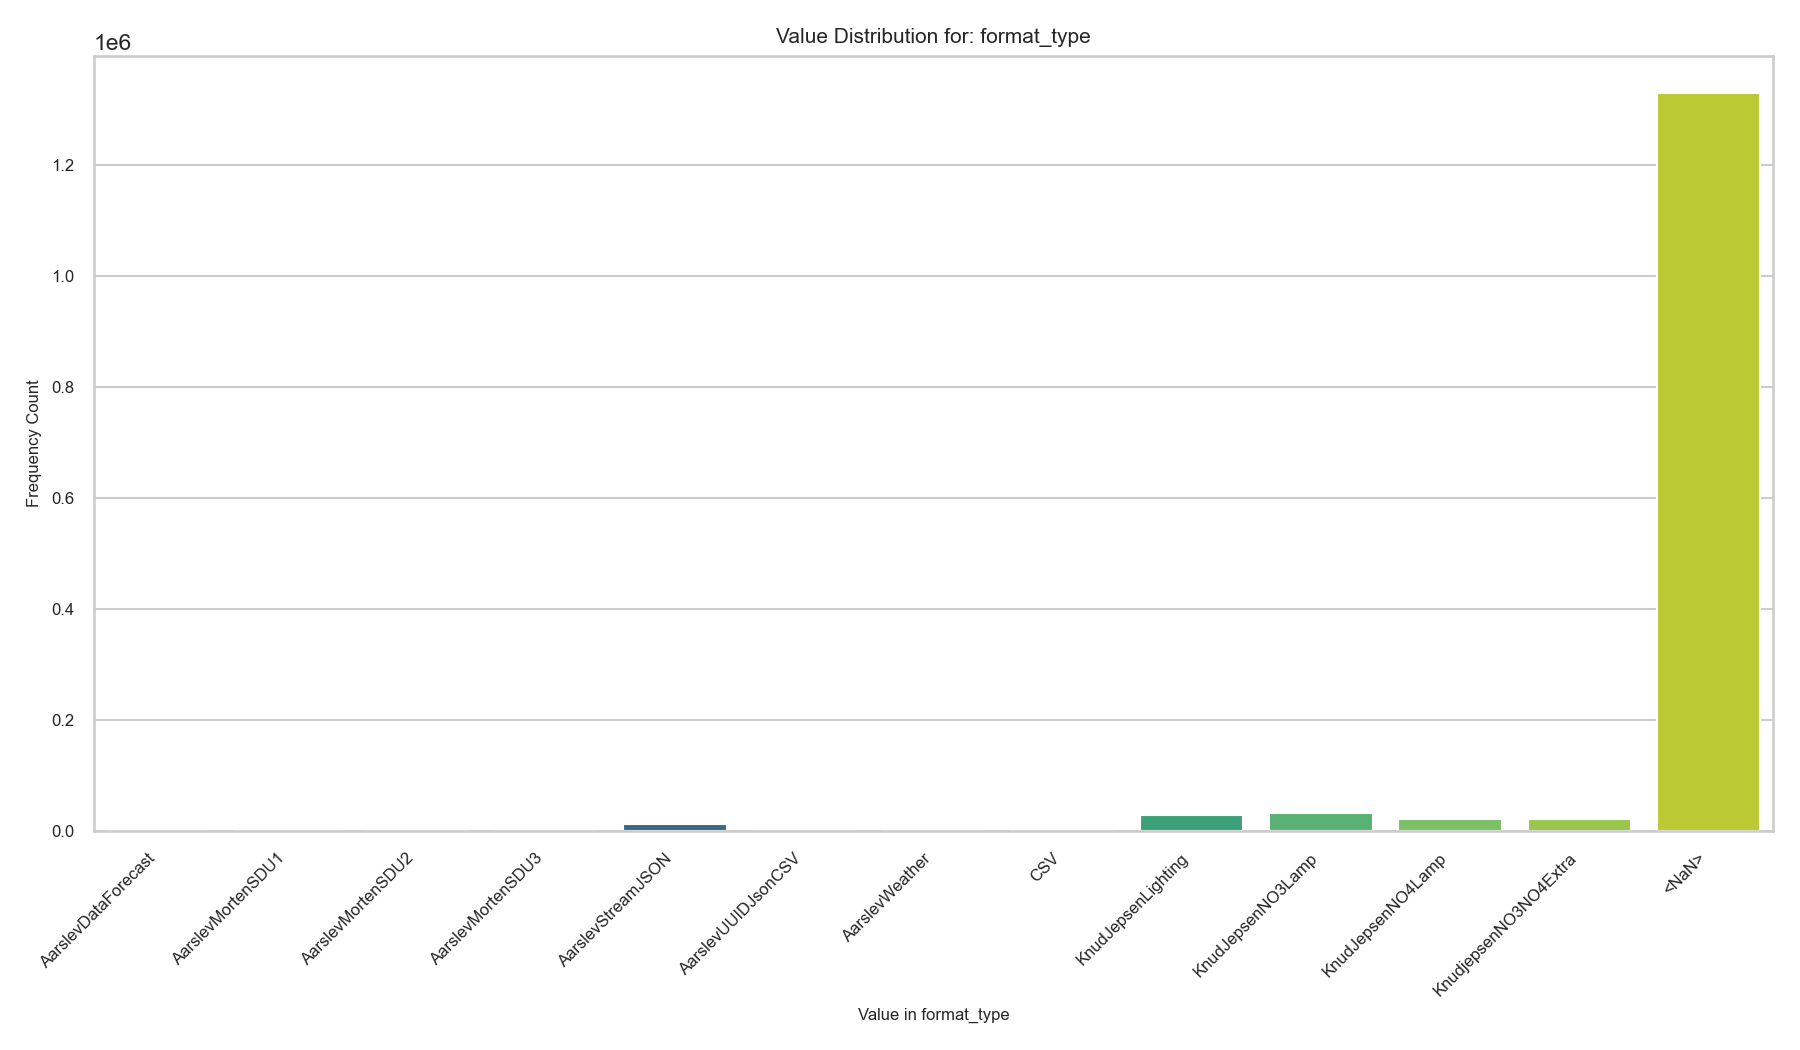 Value Distribution for: format_type
1e6
1.2
1.0
0.8
0.6
0.4
0.2
0.0
Frequency Count
AarslevDataForecast
AarslevMortenSDU1
AarslevMortenSDU2
AarslevMortenSDU3
AarslevStreamJSON
AarslevUUIDJsonCSV
AarslevWeather
CSV
KnudJepsenLighting
KnudJepsenNO3Lamp
KnudJepsenNO4Lamp
KnudjepsenNO3NO4Extra
<NaN>
Value in format_type